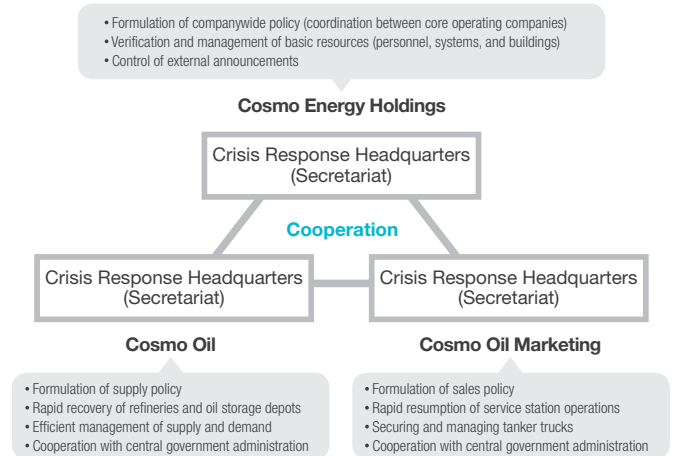 • Formulation of companywide policy (coordination between core operating companies)
• Verification and management of basic resources (personnel, systems, and buildings)
• Control of external announcements
Cosmo Energy Holdings
Crisis Response Headquarters
(Secretariat)
Cooperation
Crisis Response Headquarters
(Secretariat)
Crisis Response Headquarters
(Secretariat)
Cosmo Oil
Cosmo Oil Marketing
• Formulation of supply policy
• Rapid recovery of refineries and oil storage depots
• Efficient management of supply and demand
• Cooperation with central government administration
• Formulation of sales policy
• Rapid resumption of service station operations
• Securing and managing tanker trucks
• Cooperation with central government administration